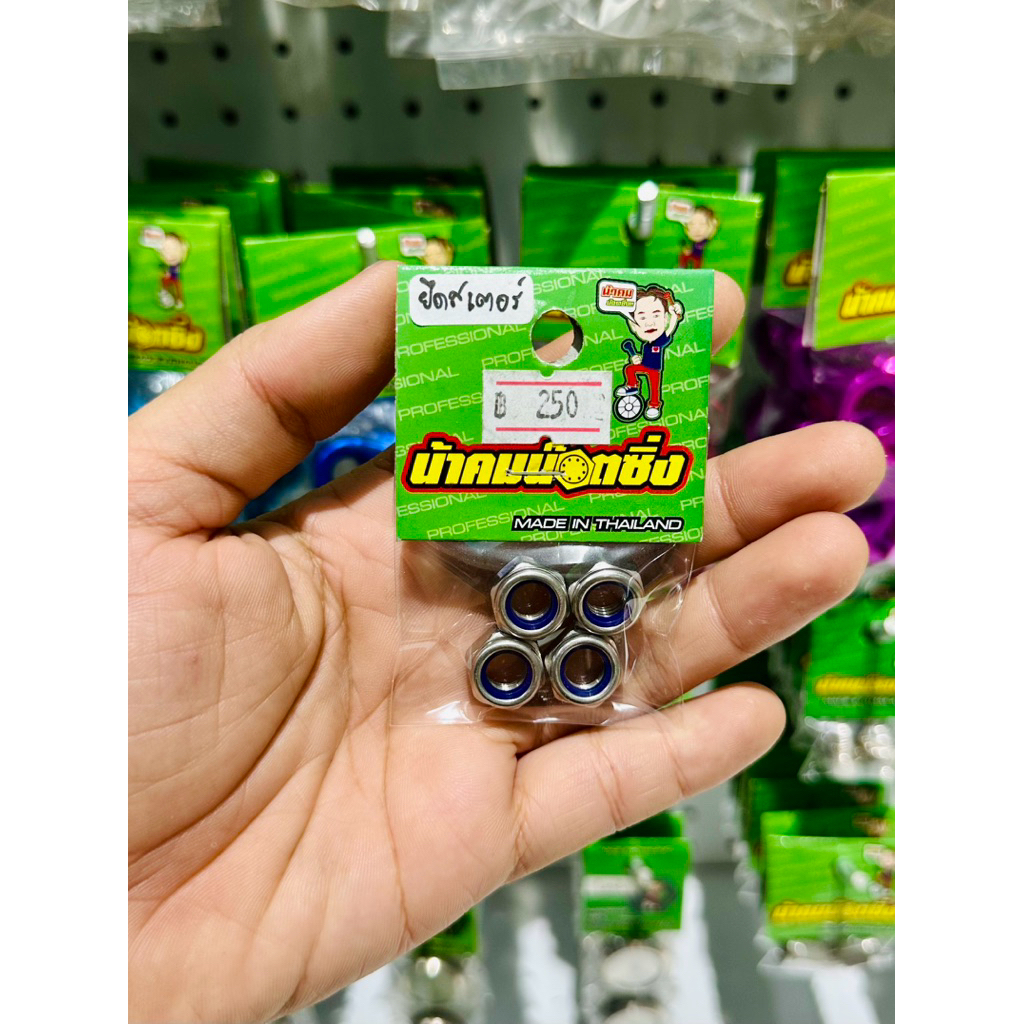 ยึดสเตอร์
น้าคม
PROFESSIONAL
฿ 250
น้าคมน๊อตซิ่ง
MADE IN THAILAND